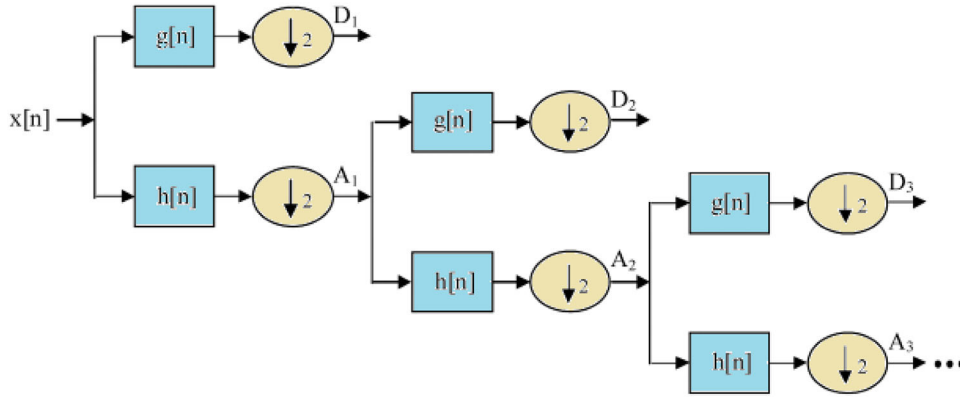 D₁
g[n]
↓2
x[n]
h[n]
↓2
A₁
g[n]
↓2
D₂
h[n]
↓2
A₂
g[n]
↓2
D₃
h[n]
↓2
A₃
•••